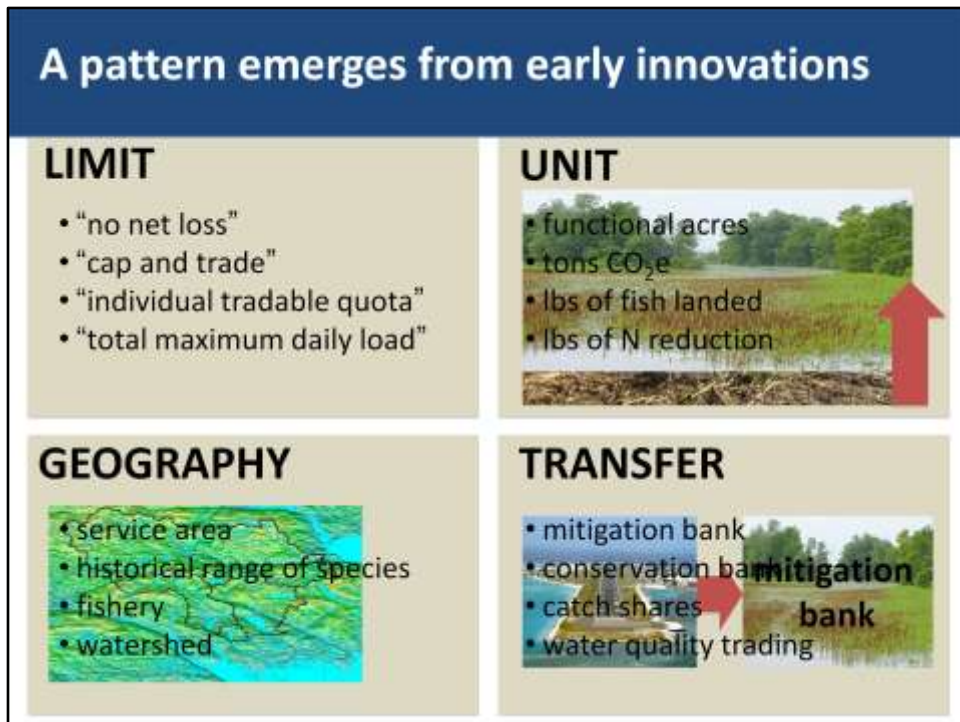 A pattern emerges from early innovations
LIMIT
• “no net loss”
• “cap and trade”
• “individual tradable quota”
• “total maximum daily load”
UNIT
• functional acres
• tons CO₂e
• lbs of fish landed
• lbs of N reduction
GEOGRAPHY
• service area
• historical range of species
• fishery
• watershed
TRANSFER
• mitigation bank
• conservation bank
• catch shares
• water quality trading
mitigation
bank